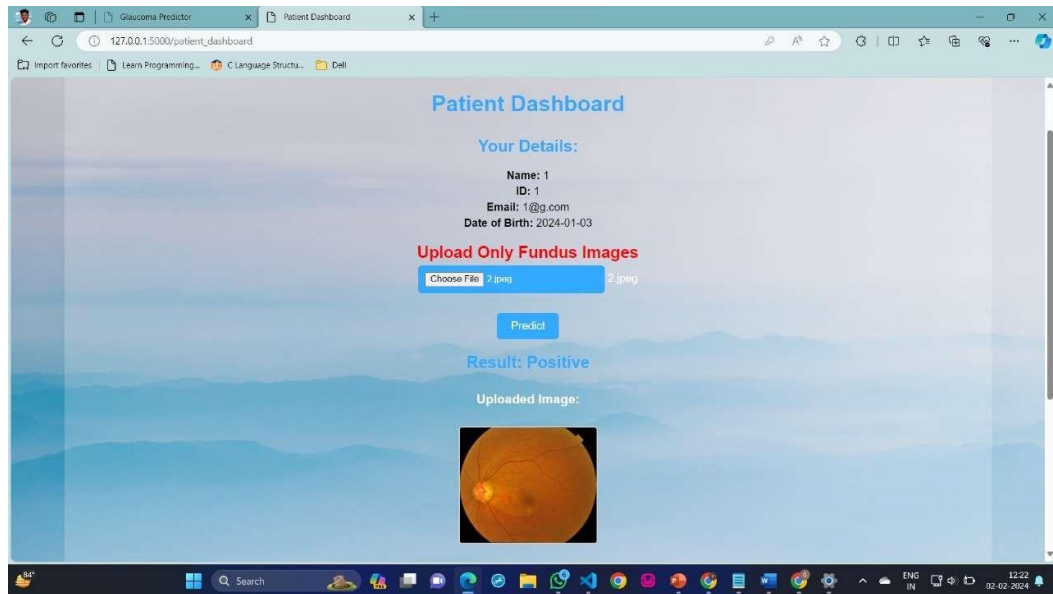 Glaucoma Predictor
Patient Dashboard
127.0.0.1:5000/patient_dashboard
Import favorites
Learn Programming...
C Language Structu...
Dell
Patient Dashboard
Your Details:
Name: 1
ID: 1
Email: 1@g.com
Date of Birth: 2024-01-03
Upload Only Fundus Images
Choose File 2.jpeg 2.jpeg
Predict
Result: Positive
Uploaded Image:
84°
Search
ENG
IN
12:22
02-02-2024